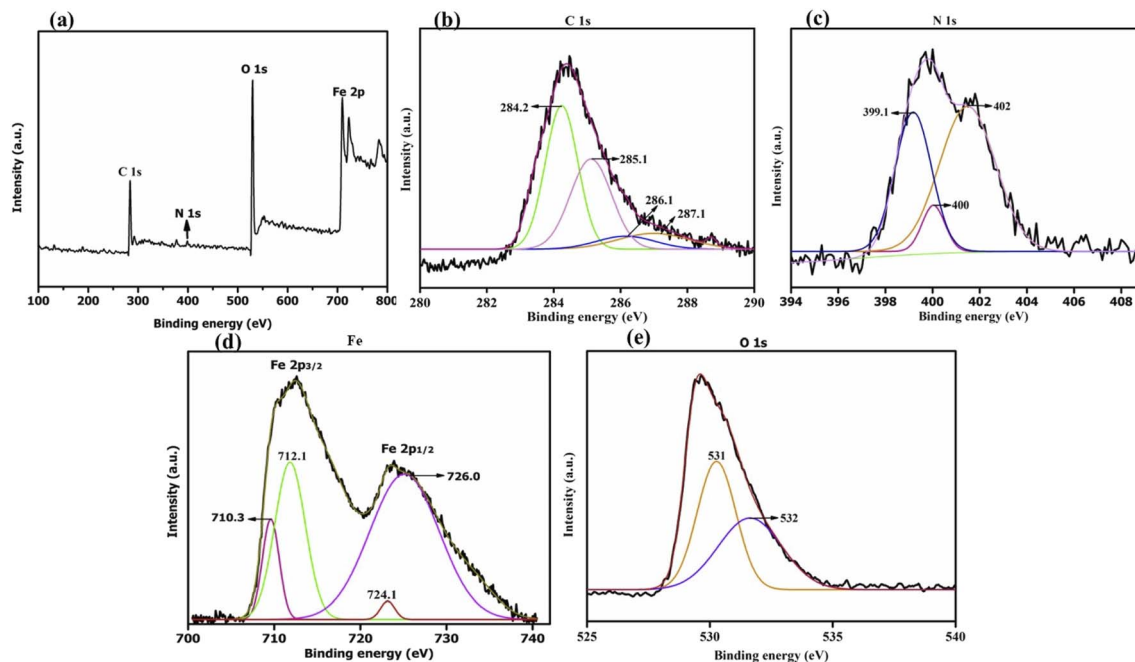 (a)
O 1s
Fe 2p
C 1s
N 1s
Intensity (a.u.)
100 200 300 400 500 600 700 800
Binding energy (eV)
(b)
C 1s
284.2
285.1
286.1
287.1
Intensity (a.u.)
280 282 284 286 288 290
Binding energy (eV)
(c)
N 1s
399.1
402
400
Intensity (a.u.)
394 396 398 400 402 404 406 408
Binding energy (eV)
(d)
Fe
Fe 2p3/2
Fe 2p1/2
712.1
726.0
710.3
724.1
Intensity (a.u.)
700 710 720 730 740
Binding energy (eV)
(e)
O 1s
531
532
Intensity (a.u.)
525 530 535 540
Binding energy (eV)